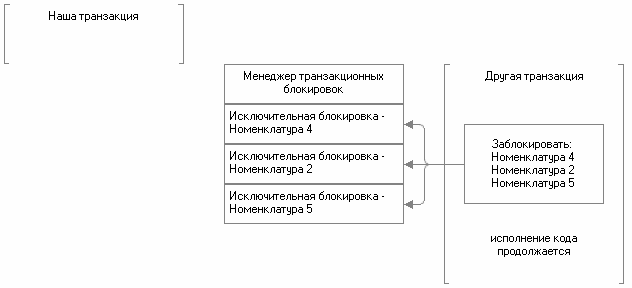 Наша транзакция
Менеджер транзакционных
блокировок
Исключительная блокировка -
Номенклатура 4
Исключительная блокировка -
Номенклатура 2
Исключительная блокировка -
Номенклатура 5
Другая транзакция
Заблокировать:
Номенклатура 4
Номенклатура 2
Номенклатура 5
исполнение кода
продолжается